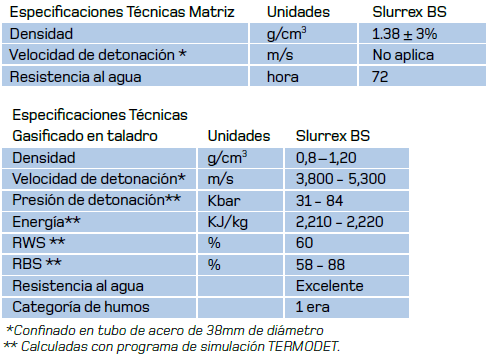 Especificaciones Técnicas Matriz Unidades Slurrex BS
Densidad g/cm³ 1.38 ± 3%
Velocidad de detonación * m/s No aplica
Resistencia al agua hora 72
Especificaciones Técnicas
Gasificado en taladro Unidades Slurrex BS
Densidad g/cm³ 0,8–1,20
Velocidad de detonación* m/s 3,800 - 5,300
Presión de detonación** Kbar 31 - 84
Energía** KJ/kg 2,210 - 2,220
RWS ** % 60
RBS ** % 58 - 88
Resistencia al agua Excelente
Categoría de humos 1 era
*Confinado en tubo de acero de 38mm de diámetro
** Calculadas con programa de simulación TERMODET.